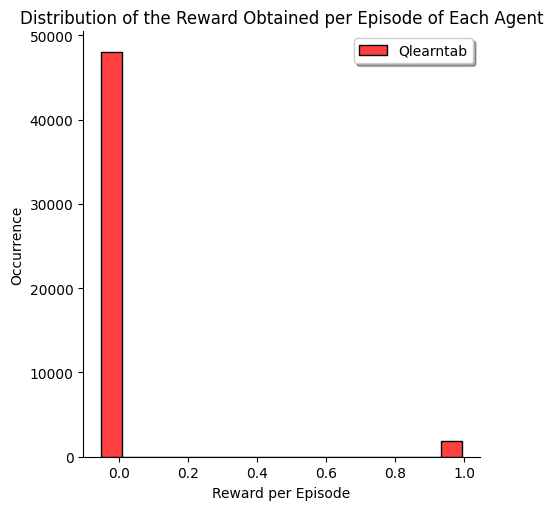 Distribution of the Reward Obtained per Episode of Each Agent
Qlearntab
50000
40000
30000
20000
10000
0
Occurrence
0.0 0.2 0.4 0.6 0.8 1.0
Reward per Episode